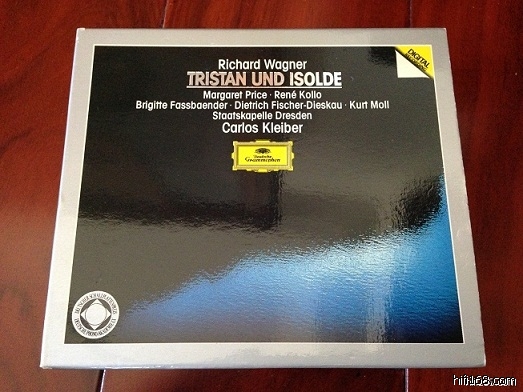 Richard Wagner
TRISTAN UND ISOLDE
Margaret Price · René Kollo
Brigitte Fassbaender · Dietrich Fischer-Dieskau · Kurt Moll
Staatskapelle Dresden
Carlos Kleiber
Deutsche
Grammophon
DIGITAL
hifi168.com